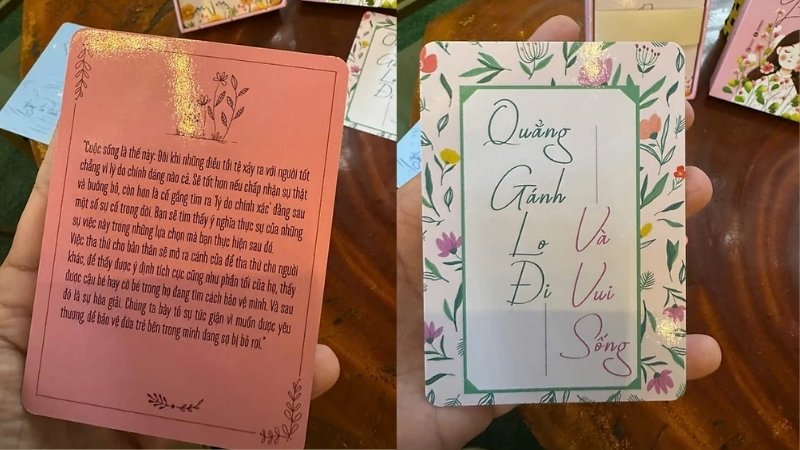 "Cuộc sống là thế này: Đôi khi những điều tồi tệ xảy ra với người tốt
chẳng vì lý do chính đáng nào cả. Sẽ tốt hơn nếu chấp nhận sự thật
và buông bỏ, còn hơn là cố gắng tìm ra 'lý do chính xác' đằng sau
một số sự cố trong đời. Bạn sẽ tìm thấy ý nghĩa thực sự của những
sự việc này trong những lựa chọn mà bạn thực hiện sau đó.
Việc tha thứ cho bản thân sẽ mở ra cánh cửa để tha thứ cho người
khác, để thấy được ý định tích cực cũng như phần tối của họ, thấy
được cậu bé hay cô bé trong họ đang tìm cách bảo vệ mình. Và sau
đó là sự hòa giải. Chúng ta bày tỏ sự tức giận vì muốn được yêu
thương, để bảo vệ đứa trẻ bên trong mình đang sợ bị bỏ rơi."
Quẳng
Gánh
Lo
Đi
Và
Vui
Sống